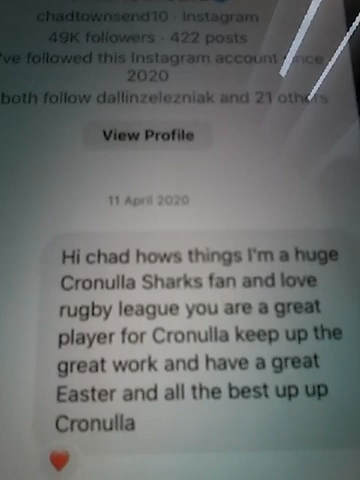 chadtownsend10 · Instagram
49K followers · 422 posts
've followed this Instagram account since
2020
both follow dallinzelezniak and 21 others
View Profile
11 April 2020
Hi chad hows things I'm a huge
Cronulla Sharks fan and love
rugby league you are a great
player for Cronulla keep up the
great work and have a great
Easter and all the best up up
Cronulla